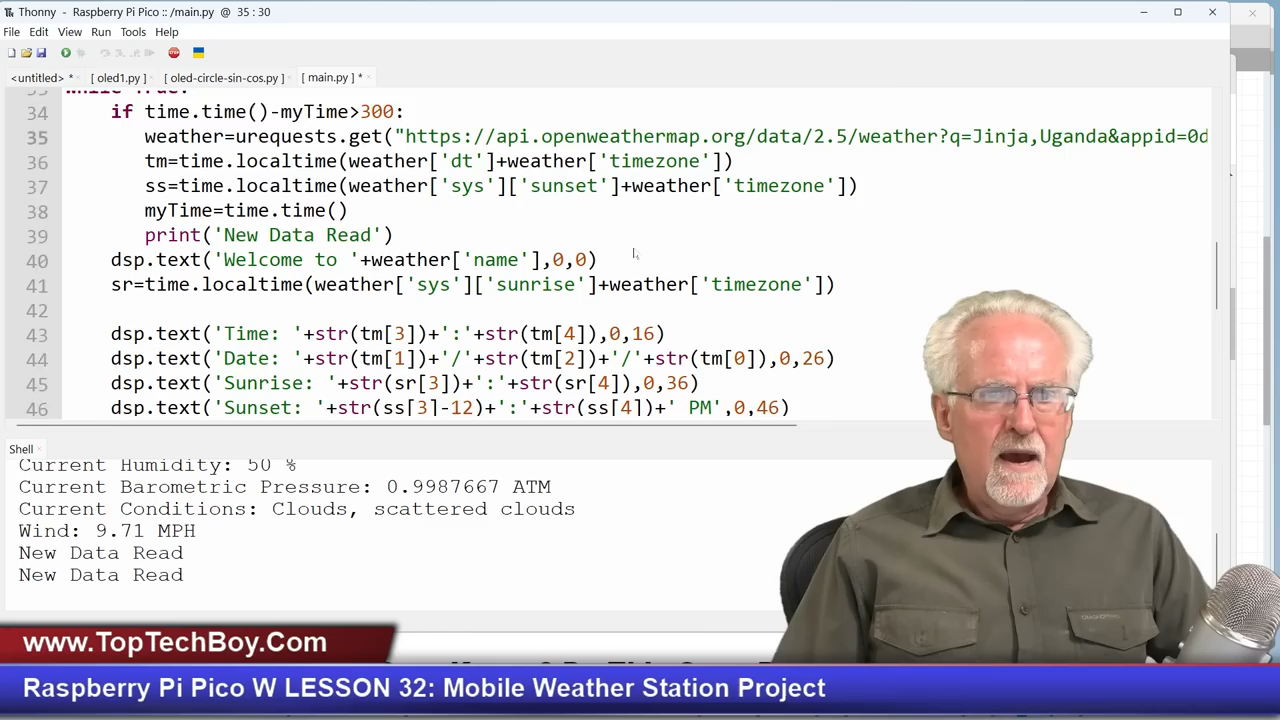 Thonny - Raspberry Pi Pico :: /main.py @ 35 : 30
File Edit View Run Tools Help
<untitled> * [ oled1.py ] [ oled-circle-sin-cos.py ] [ main.py ] *
34 if time.time()-myTime>300:
35 weather=urequests.get("https://api.openweathermap.org/data/2.5/weather?q=Jinja,Uganda&appid=0d
36 tm=time.localtime(weather['dt']+weather['timezone'])
37 ss=time.localtime(weather['sys']['sunset']+weather['timezone'])
38 myTime=time.time()
39 print('New Data Read')
40 dsp.text('Welcome to '+weather['name'],0,0)
41 sr=time.localtime(weather['sys']['sunrise']+weather['timezone'])
42
43 dsp.text('Time: '+str(tm[3])+':'+str(tm[4]),0,16)
44 dsp.text('Date: '+str(tm[1])+'/'+str(tm[2])+'/'+str(tm[0]),0,26)
45 dsp.text('Sunrise: '+str(sr[3])+':'+str(sr[4]),0,36)
46 dsp.text('Sunset: '+str(ss[3]-12)+':'+str(ss[4])+' PM',0,46)
Shell
Current Humidity: 50 %
Current Barometric Pressure: 0.9987667 ATM
Current Conditions: Clouds, scattered clouds
Wind: 9.71 MPH
New Data Read
New Data Read
www.TopTechBoy.Com
Raspberry Pi Pico W LESSON 32: Mobile Weather Station Project